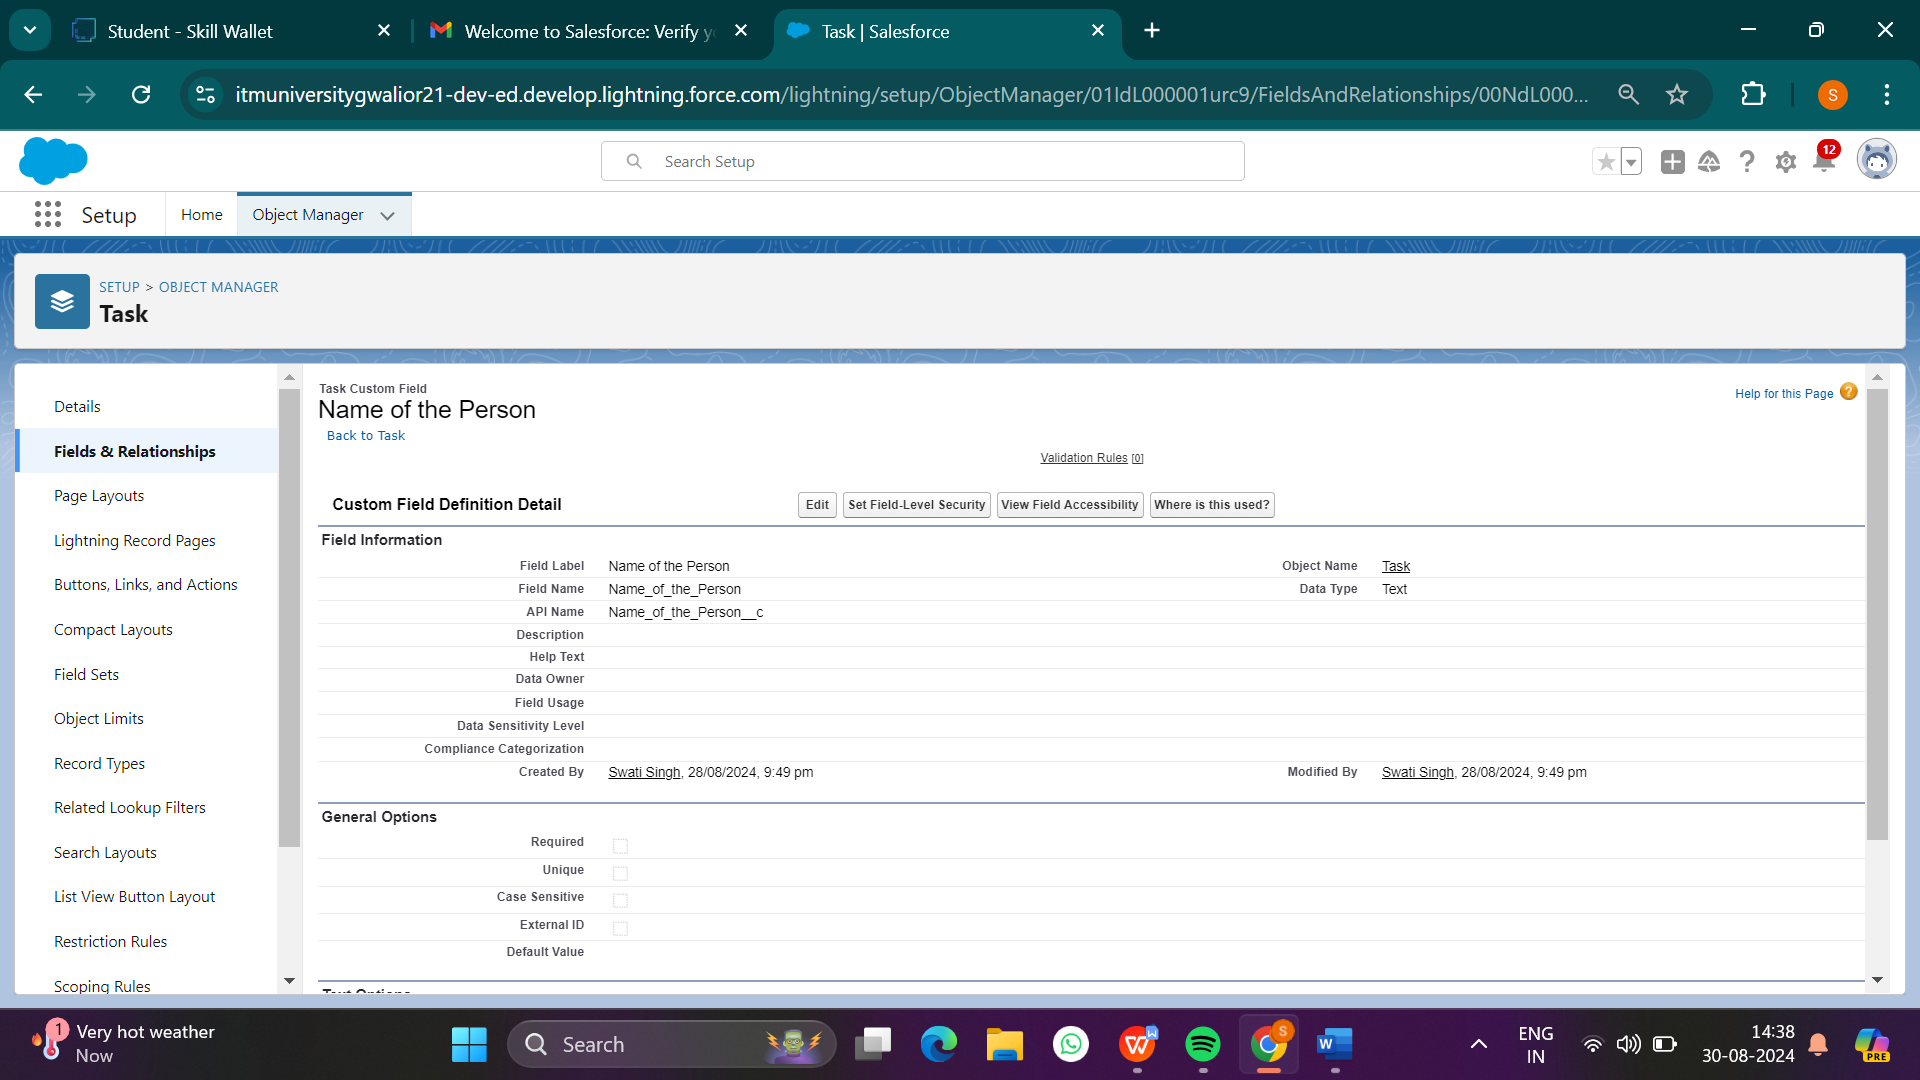 Student - Skill Wallet
Welcome to Salesforce: Verify y
Task | Salesforce
itmuniversitygwalior21-dev-ed.develop.lightning.force.com/lightning/setup/ObjectManager/01IdL000001urc9/FieldsAndRelationships/00NdL000...
S
Search Setup
12
Setup
Home
Object Manager
SETUP > OBJECT MANAGER
Task
Details
Fields & Relationships
Page Layouts
Lightning Record Pages
Buttons, Links, and Actions
Compact Layouts
Field Sets
Object Limits
Record Types
Related Lookup Filters
Search Layouts
List View Button Layout
Restriction Rules
Scoping Rules
Task Custom Field
Name of the Person
Back to Task
Help for this Page ?
Validation Rules [0]
Custom Field Definition Detail
Edit
Set Field-Level Security
View Field Accessibility
Where is this used?
Field Information
Field Label Name of the Person Object Name Task
Field Name Name_of_the_Person Data Type Text
API Name Name_of_the_Person__c
Description
Help Text
Data Owner
Field Usage
Data Sensitivity Level
Compliance Categorization
Created By Swati Singh, 28/08/2024, 9:49 pm Modified By Swati Singh, 28/08/2024, 9:49 pm
General Options
Required
Unique
Case Sensitive
External ID
Default Value
Text Options
1
Very hot weather
Now
Search
S
ENG
IN
14:38
30-08-2024
PRE